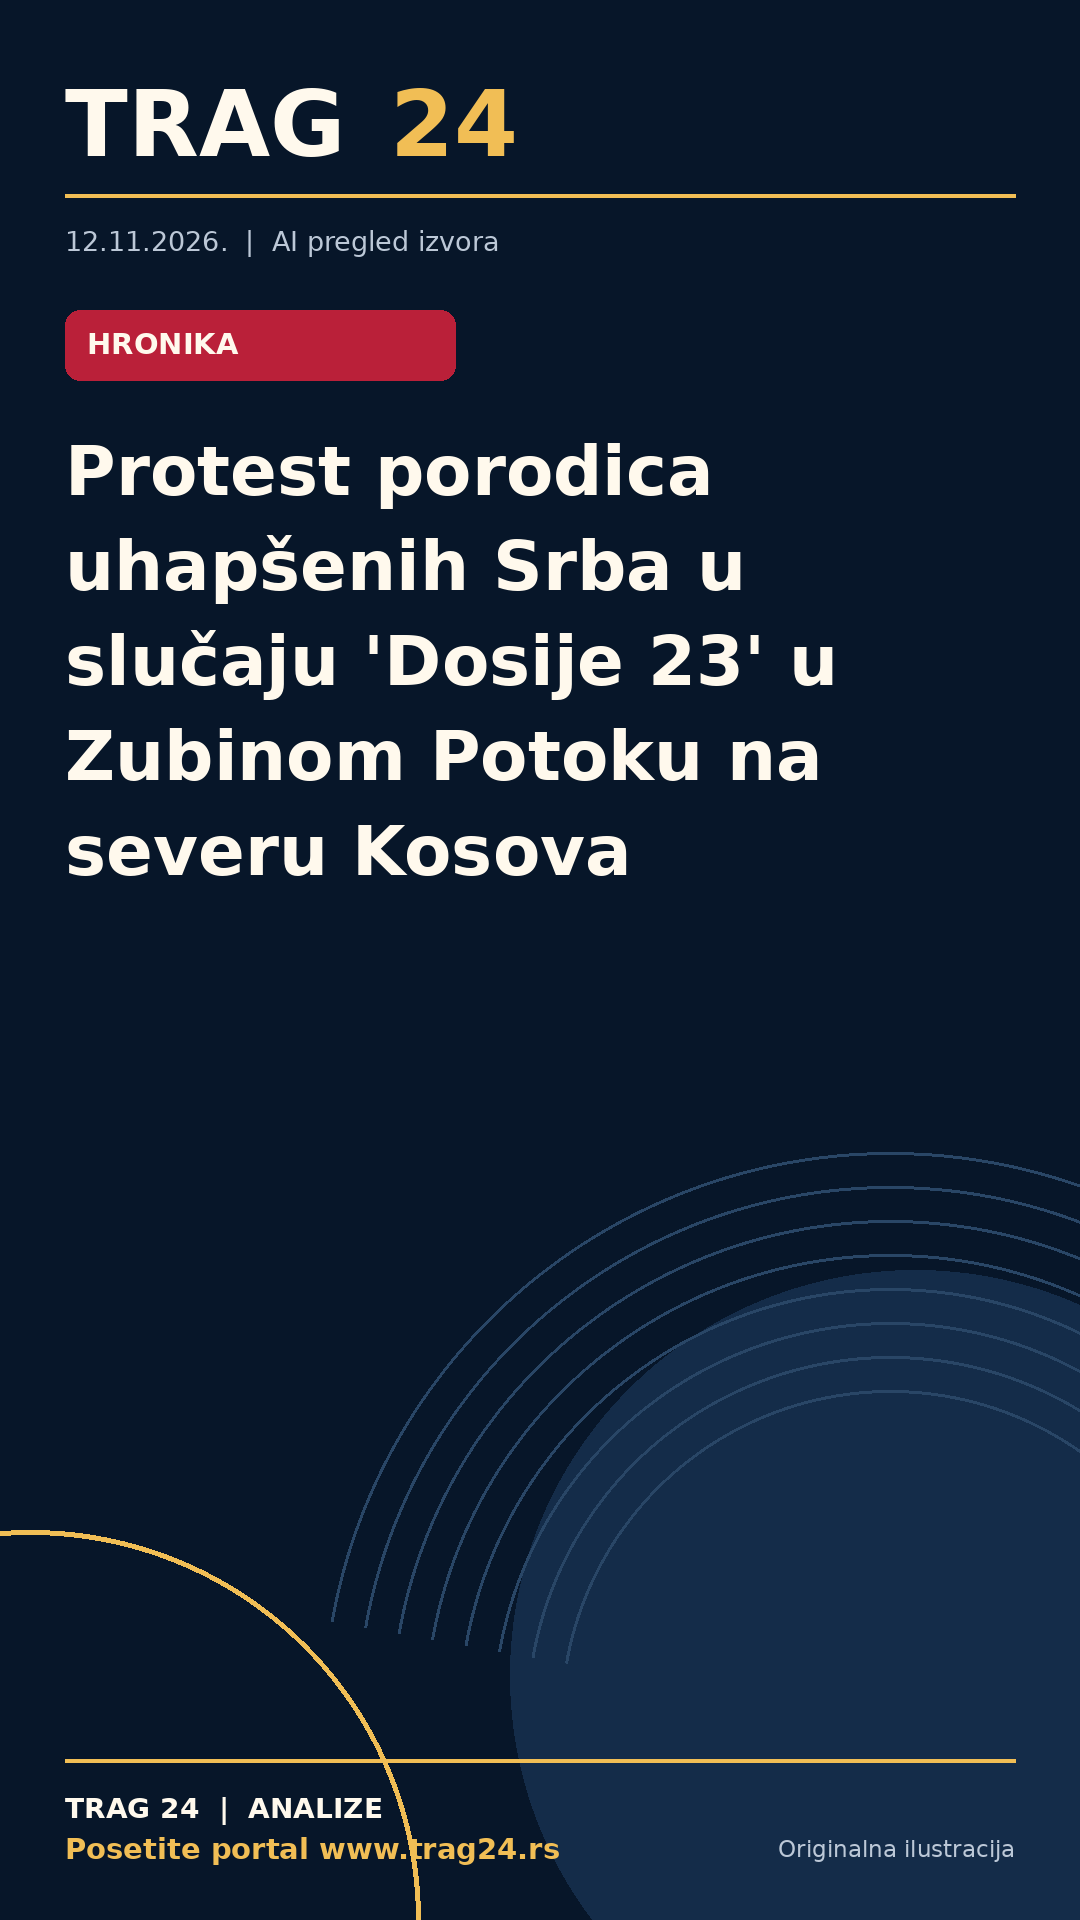 TRAG 24
12.11.2026. | AI pregled izvora
HRONIKA
Protest porodica
uhapšenih Srba u
slučaju 'Dosije 23' u
Zubinom Potoku na
severu Kosova
TRAG 24 | ANALIZE
Posetite portal www.trag24.rs
Originalna ilustracija